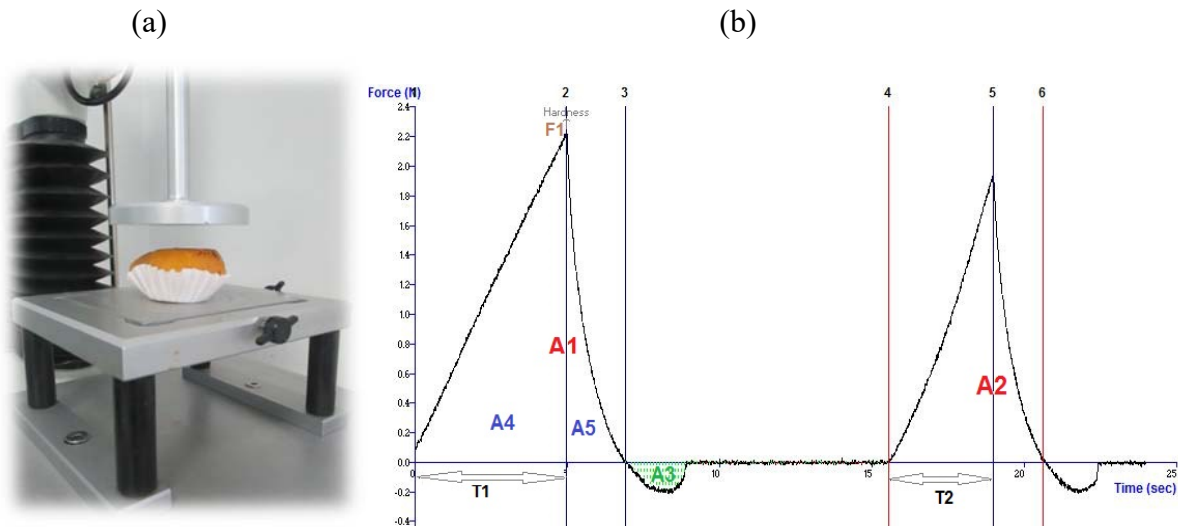 (a)
(b)
Force (N)
1 2 3 4 5 6
Hardness
F1
2.4
2.2
2.0
1.8
1.6
1.4
1.2
1.0
0.8
0.6
0.4
0.2
0.0
-0.2
-0.4
A1
A2
A4
A5
A3
0 5 10 15 20 25
T1
T2
Time (sec)